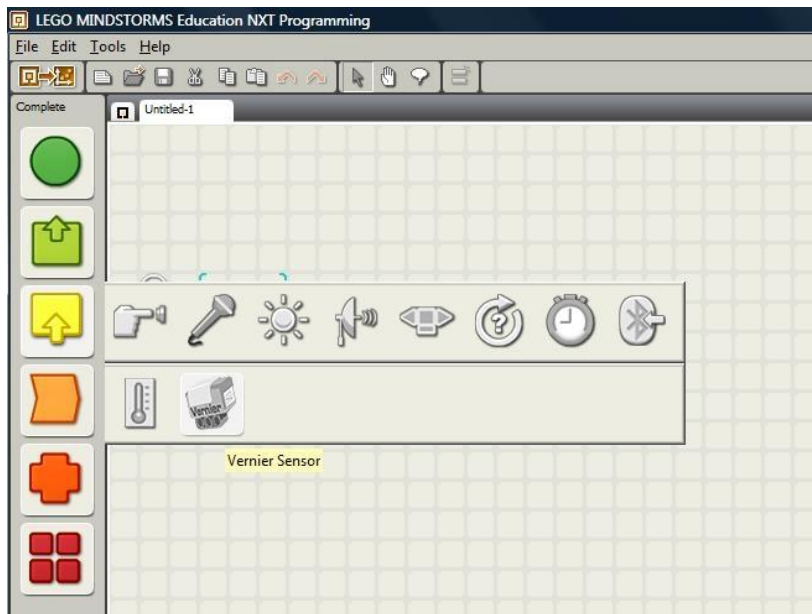 LEGO MINDSTORMS Education NXT Programming
File Edit Tools Help
Complete
Untitled-1
Vernier
Vernier Sensor